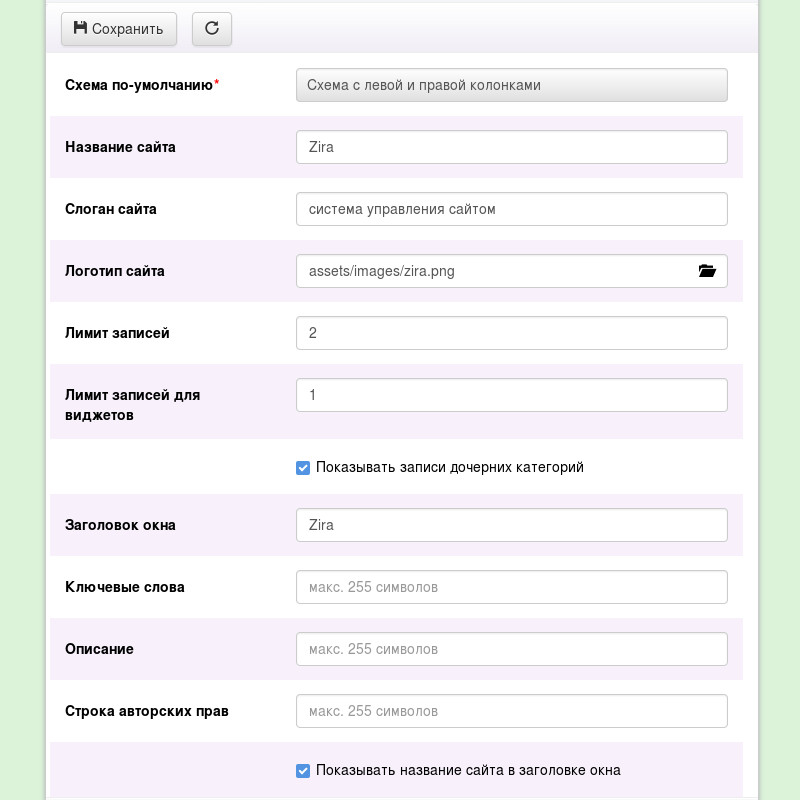 Сохранить
Схема по-умолчанию*
Схема с левой и правой колонками
Название сайта
Zira
Слоган сайта
система управления сайтом
Логотип сайта
assets/images/zira.png
Лимит записей
2
Лимит записей для
виджетов
1
Показывать записи дочерних категорий
Заголовок окна
Zira
Ключевые слова
макс. 255 символов
Описание
макс. 255 символов
Строка авторских прав
макс. 255 символов
Показывать название сайта в заголовке окна